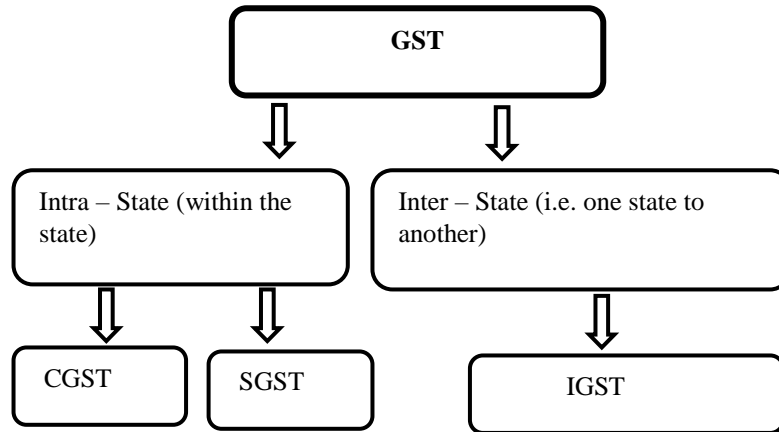 GST
Intra – State (within the
state)
Inter – State (i.e. one state to
another)
CGST
SGST
IGST